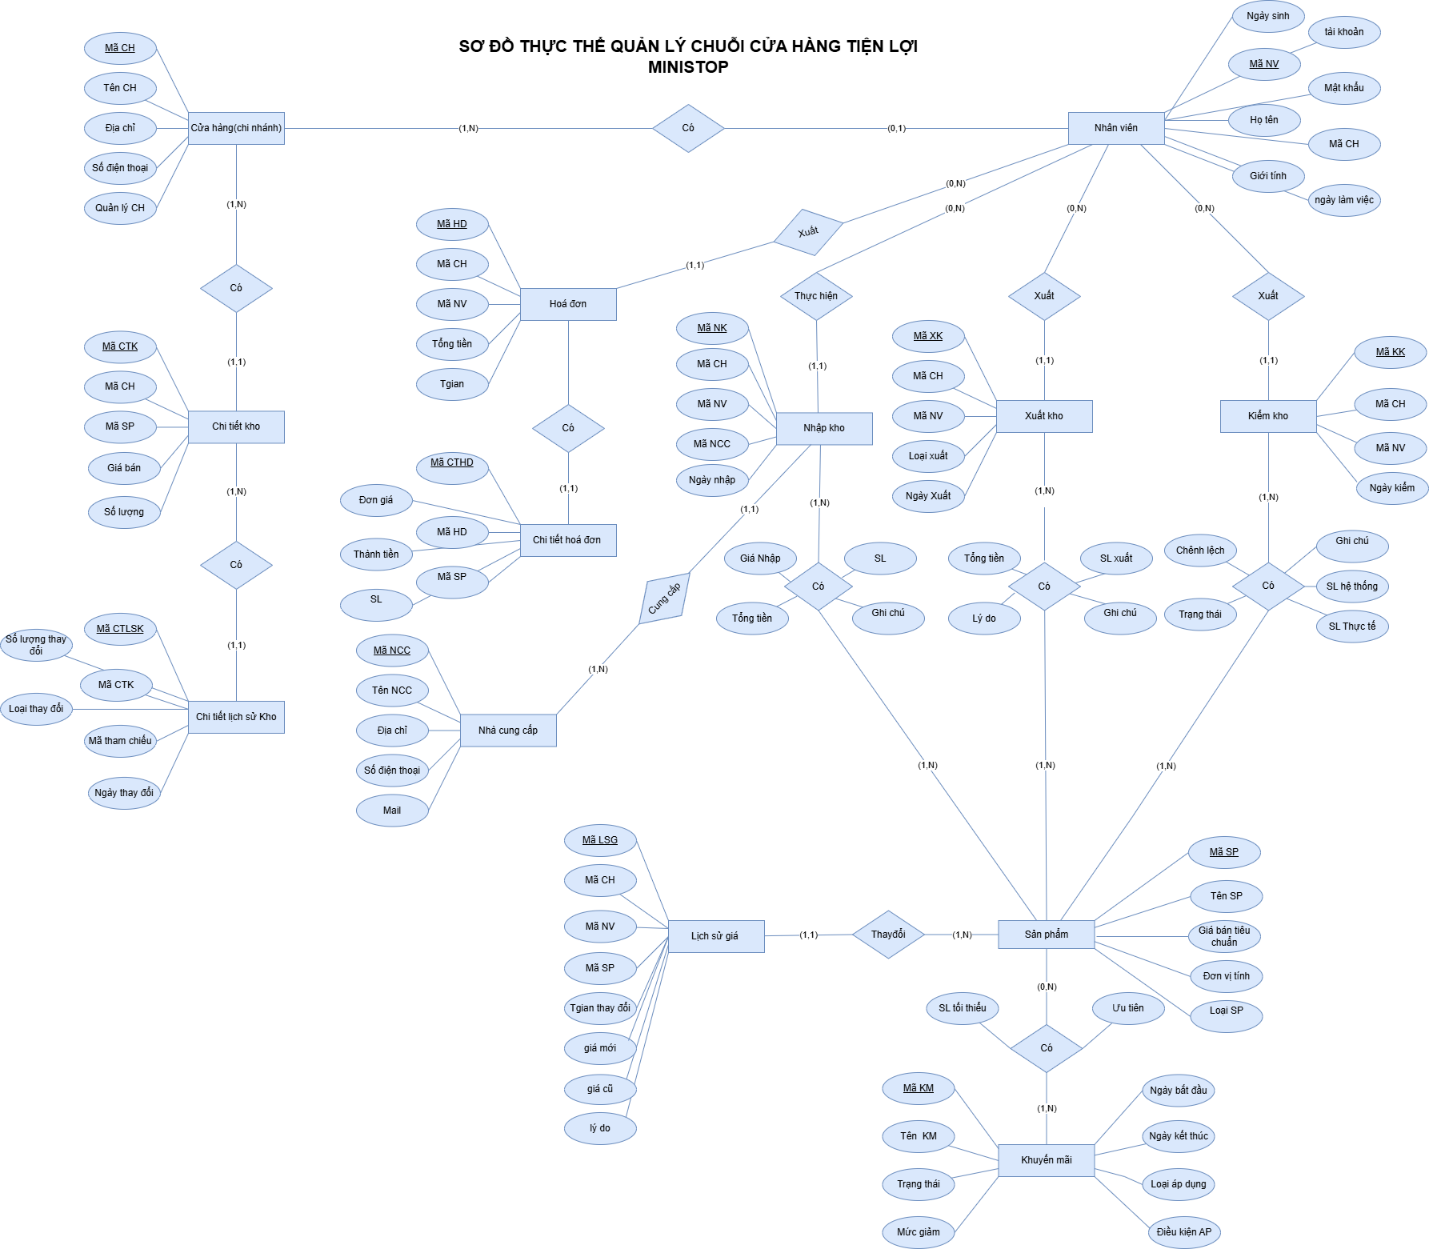 SƠ ĐỒ THỰC THỂ QUẢN LÝ CHUỖI CỬA HÀNG TIỆN LỢI
MINISTOP
Mã CH
Tên CH
Địa chỉ
Số điện thoại
Quản lý CH
Cửa hàng(chi nhánh)
(1,N)
Có
(0,1)
Nhân viên
Ngày sinh
tài khoản
Mã NV
Mật khẩu
Họ tên
Mã CH
Giới tính
ngày làm việc
(1,N)
Có
(1,1)
Mã CTK
Mã CH
Mã SP
Giá bán
Số lượng
Chi tiết kho
(1,N)
Có
(1,1)
Mã CTLSK
Số lượng thay
đổi
Mã CTK
Loại thay đổi
Mã tham chiếu
Ngày thay đổi
Chi tiết lịch sử Kho
(0,N)
Xuất
(1,1)
Mã HD
Mã CH
Mã NV
Tổng tiền
Tgian
Hoá đơn
Có
(1,1)
Mã CTHD
Đơn giá
Mã HD
Thành tiền
Mã SP
SL
Chi tiết hoá đơn
(0,N)
Thực hiện
(1,1)
Mã NK
Mã CH
Mã NV
Mã NCC
Ngày nhập
Nhập kho
(1,1)
Cung cấp
(1,N)
Mã NCC
Tên NCC
Địa chỉ
Số điện thoại
Mail
Nhà cung cấp
(1,N)
Giá Nhập
SL
Có
Tổng tiền
Ghi chú
(1,N)
(0,N)
Xuất
(1,1)
Mã XK
Mã CH
Mã NV
Loại xuất
Ngày Xuất
Xuất kho
(1,N)
Tổng tiền
SL xuất
Có
Lý do
Ghi chú
(1,N)
(0,N)
Xuất
(1,1)
Mã KK
Mã CH
Mã NV
Ngày kiểm
Kiểm kho
(1,N)
Chênh lệch
Ghi chú
Có
SL hệ thống
Trạng thái
SL Thực tế
(1,N)
Mã LSG
Mã CH
Mã NV
Mã SP
Tgian thay đổi
giá mới
giá cũ
lý do
Lịch sử giá
(1,1)
Thayđổi
(1,N)
Sản phẩm
Mã SP
Tên SP
Giá bán tiêu
chuẩn
Đơn vị tính
Loại SP
(0,N)
SL tối thiểu
Ưu tiên
Có
(1,N)
Mã KM
Tên  KM
Trạng thái
Mức giảm
Khuyến mãi
Ngày bắt đầu
Ngày kết thúc
Loại áp dụng
Điều kiện AP